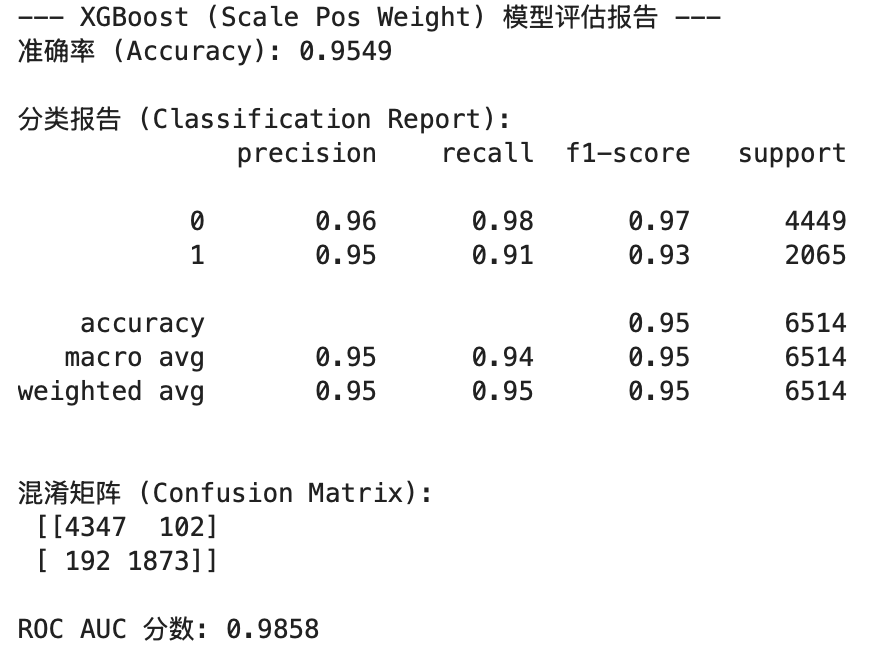 --- XGBoost (Scale Pos Weight) 模型评估报告 ---
准确率 (Accuracy): 0.9549
分类报告 (Classification Report):
precision recall f1-score support
0 0.96 0.98 0.97 4449
1 0.95 0.91 0.93 2065
accuracy 0.95 6514
macro avg 0.95 0.94 0.95 6514
weighted avg 0.95 0.95 0.95 6514
混淆矩阵 (Confusion Matrix):
[[4347 102]
[ 192 1873]]
ROC AUC 分数: 0.9858